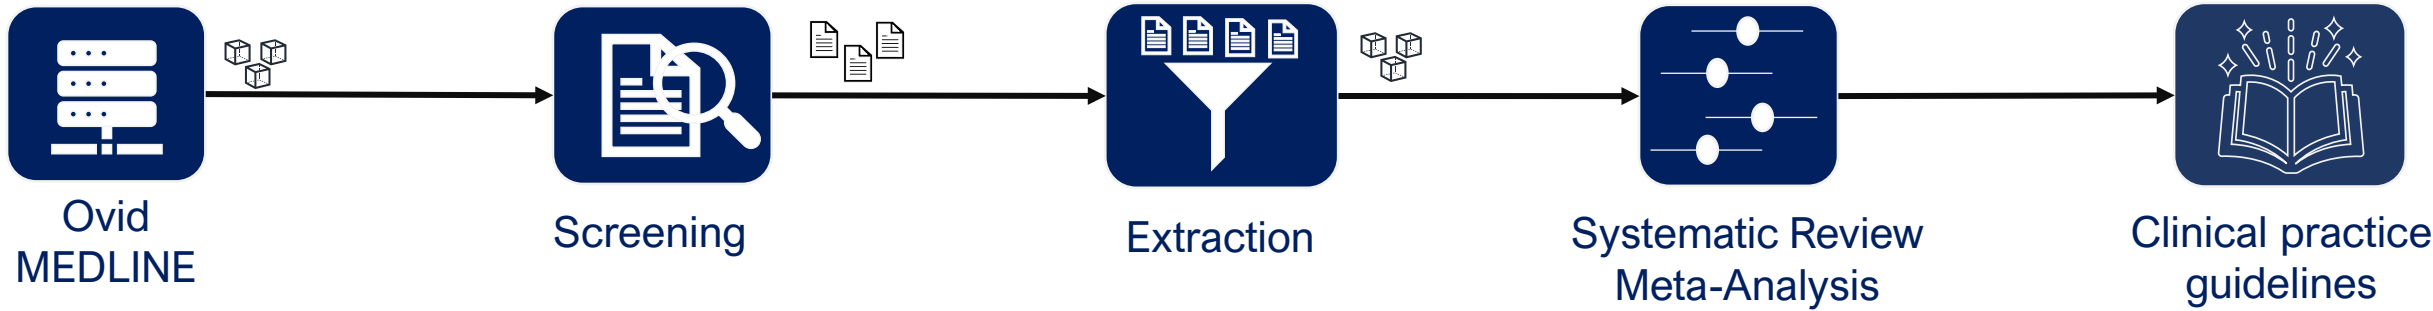 Ovid
MEDLINE
Screening
Extraction
Systematic Review
Meta-Analysis
Clinical practice
guidelines